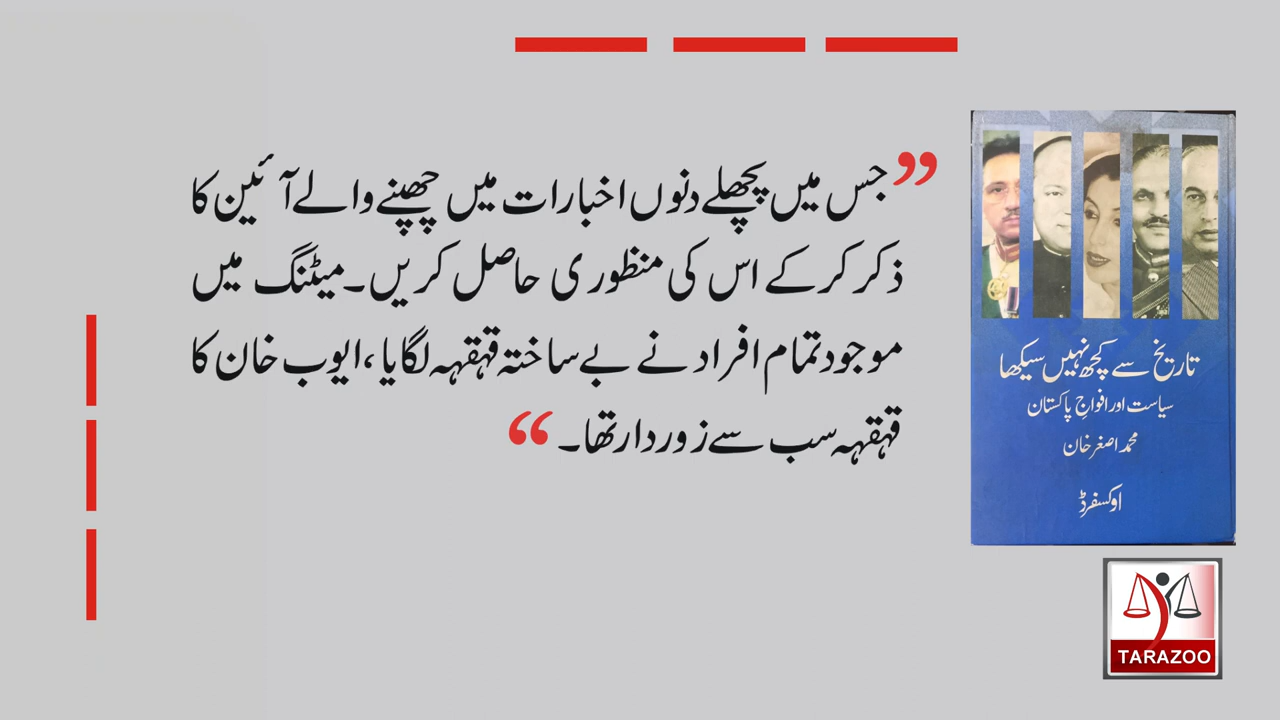 ”جس میں پچھلے دنوں اخبارات میں چھپنے والے آئین کا
ذکر کرکے اس کی منظوری حاصل کریں۔ میٹنگ میں
موجود تمام افراد نے بے ساختہ قہقہہ لگایا، ایوب خان کا
قہقہہ سب سے زوردار تھا۔“
تاریخ سے کچھ نہیں سیکھا
سیاست اور افواجِ پاکستان
محمد اصغر خان
اوکسفرڈ
TARAZOO